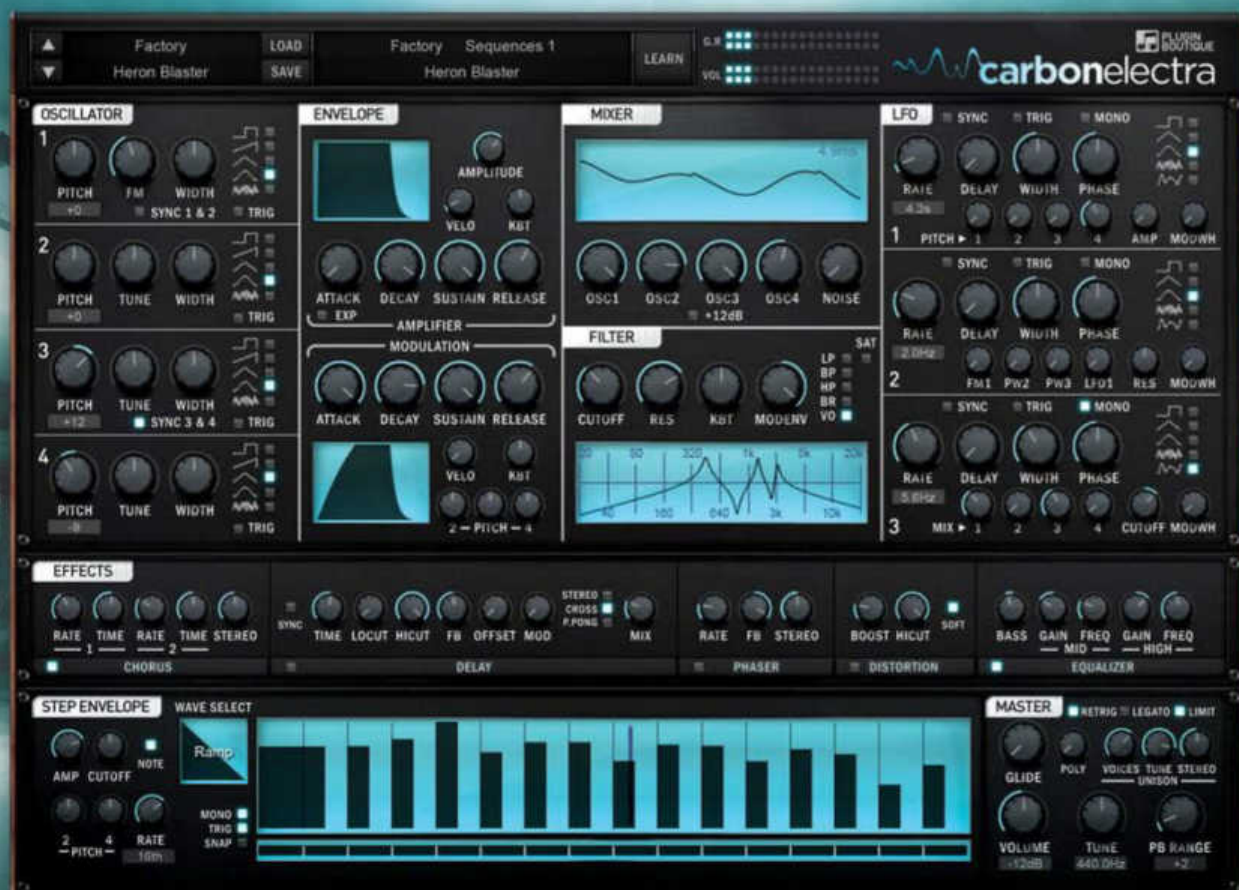 Factory LOAD
Heron Blaster SAVE
Factory Sequences 1
Heron Blaster
LEARN
G.R
VOL
PLUGIN
BOUTIQUE
carbonelectra
OSCILLATOR
1
PITCH FM WIDTH
+0 SYNC 1 & 2 TRIG
2
PITCH TUNE WIDTH
+0 TRIG
3
PITCH TUNE WIDTH
+12 SYNC 3 & 4 TRIG
4
PITCH TUNE WIDTH
TRIG
ENVELOPE
AMPLITUDE
VELO KBT
ATTACK DECAY SUSTAIN RELEASE
EXP
AMPLIFIER
MODULATION
ATTACK DECAY SUSTAIN RELEASE
VELO KBT
2 PITCH 4
MIXER
OSC1 OSC2 OSC3 OSC4 NOISE
+12dB
FILTER
SAT
LP
BP
HP
BR
VO
CUTOFF RES KBT MODENV
20 80 320 1k 5k 20k
40 160 640 3k 10k
LFO SYNC TRIG MONO
RATE DELAY WIDTH PHASE
4.3s
1 PITCH 1 2 3 4 AMP MODWH
SYNC TRIG MONO
RATE DELAY WIDTH PHASE
2.0Hz
2 FM1 PW2 PW3 LFO1 RES MODWH
SYNC TRIG MONO
RATE DELAY WIDTH PHASE
5.6Hz
3 MIX 1 2 3 4 CUTOFF MODWH
EFFECTS
RATE TIME RATE TIME STEREO
1 2
CHORUS
SYNC
TIME LOCUT HICUT FB OFFSET MOD
STEREO
CROSS
P.PONG
MIX
DELAY
RATE FB STEREO
PHASER
BOOST HICUT SOFT
DISTORTION
BASS GAIN FREQ GAIN FREQ
MID HIGH
EQUALIZER
STEP ENVELOPE WAVE SELECT
Ramp
AMP CUTOFF NOTE
2 4 RATE
PITCH 16th
MONO
TRIG
SNAP
MASTER RETRIG LEGATO LIMIT
GLIDE POLY VOICES TUNE STEREO
UNISON
VOLUME TUNE PB RANGE
-12dB 440.0Hz +2